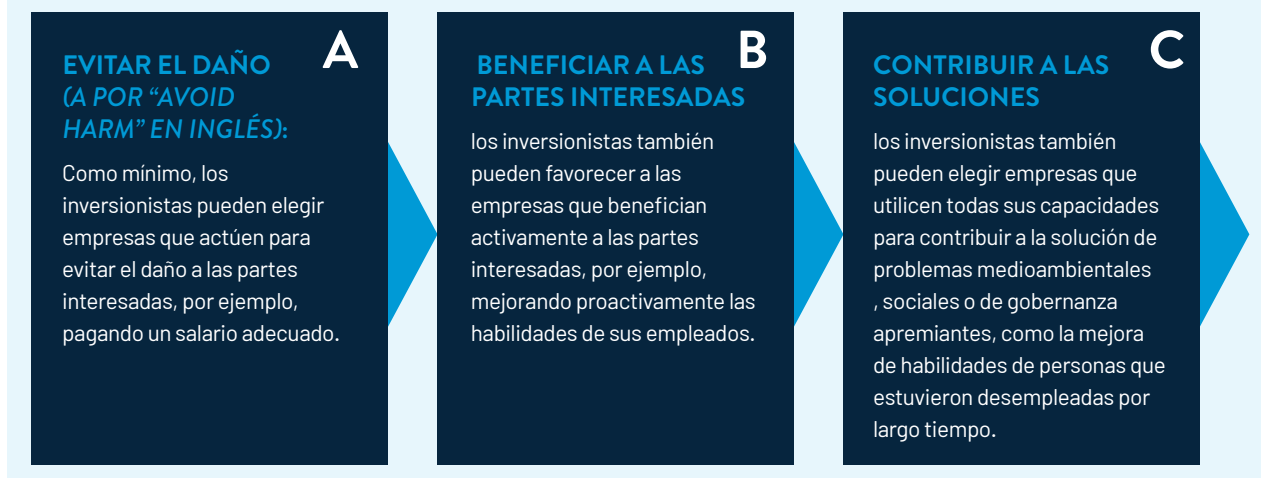 A
EVITAR EL DAÑO
(A POR “AVOID
HARM” EN INGLÉS):
Como mínimo, los
inversionistas pueden elegir
empresas que actúen para
evitar el daño a las partes
interesadas, por ejemplo,
pagando un salario adecuado.
B
BENEFICIAR A LAS
PARTES INTERESADAS
los inversionistas también
pueden favorecer a las
empresas que benefician
activamente a las partes
interesadas, por ejemplo,
mejorando proactivamente las
habilidades de sus empleados.
C
CONTRIBUIR A LAS
SOLUCIONES
los inversionistas también
pueden elegir empresas que
utilicen todas sus capacidades
para contribuir a la solución de
problemas medioambientales
, sociales o de gobernanza
apremiantes, como la mejora
de habilidades de personas que
estuvieron desempleadas por
largo tiempo.